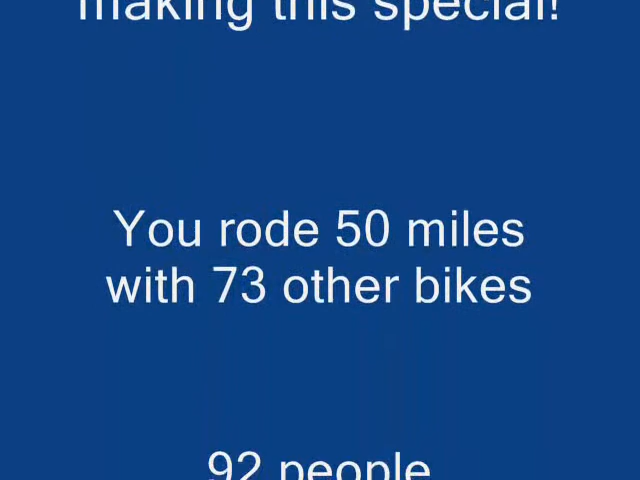 making this special!
You rode 50 miles
with 73 other bikes
92 people